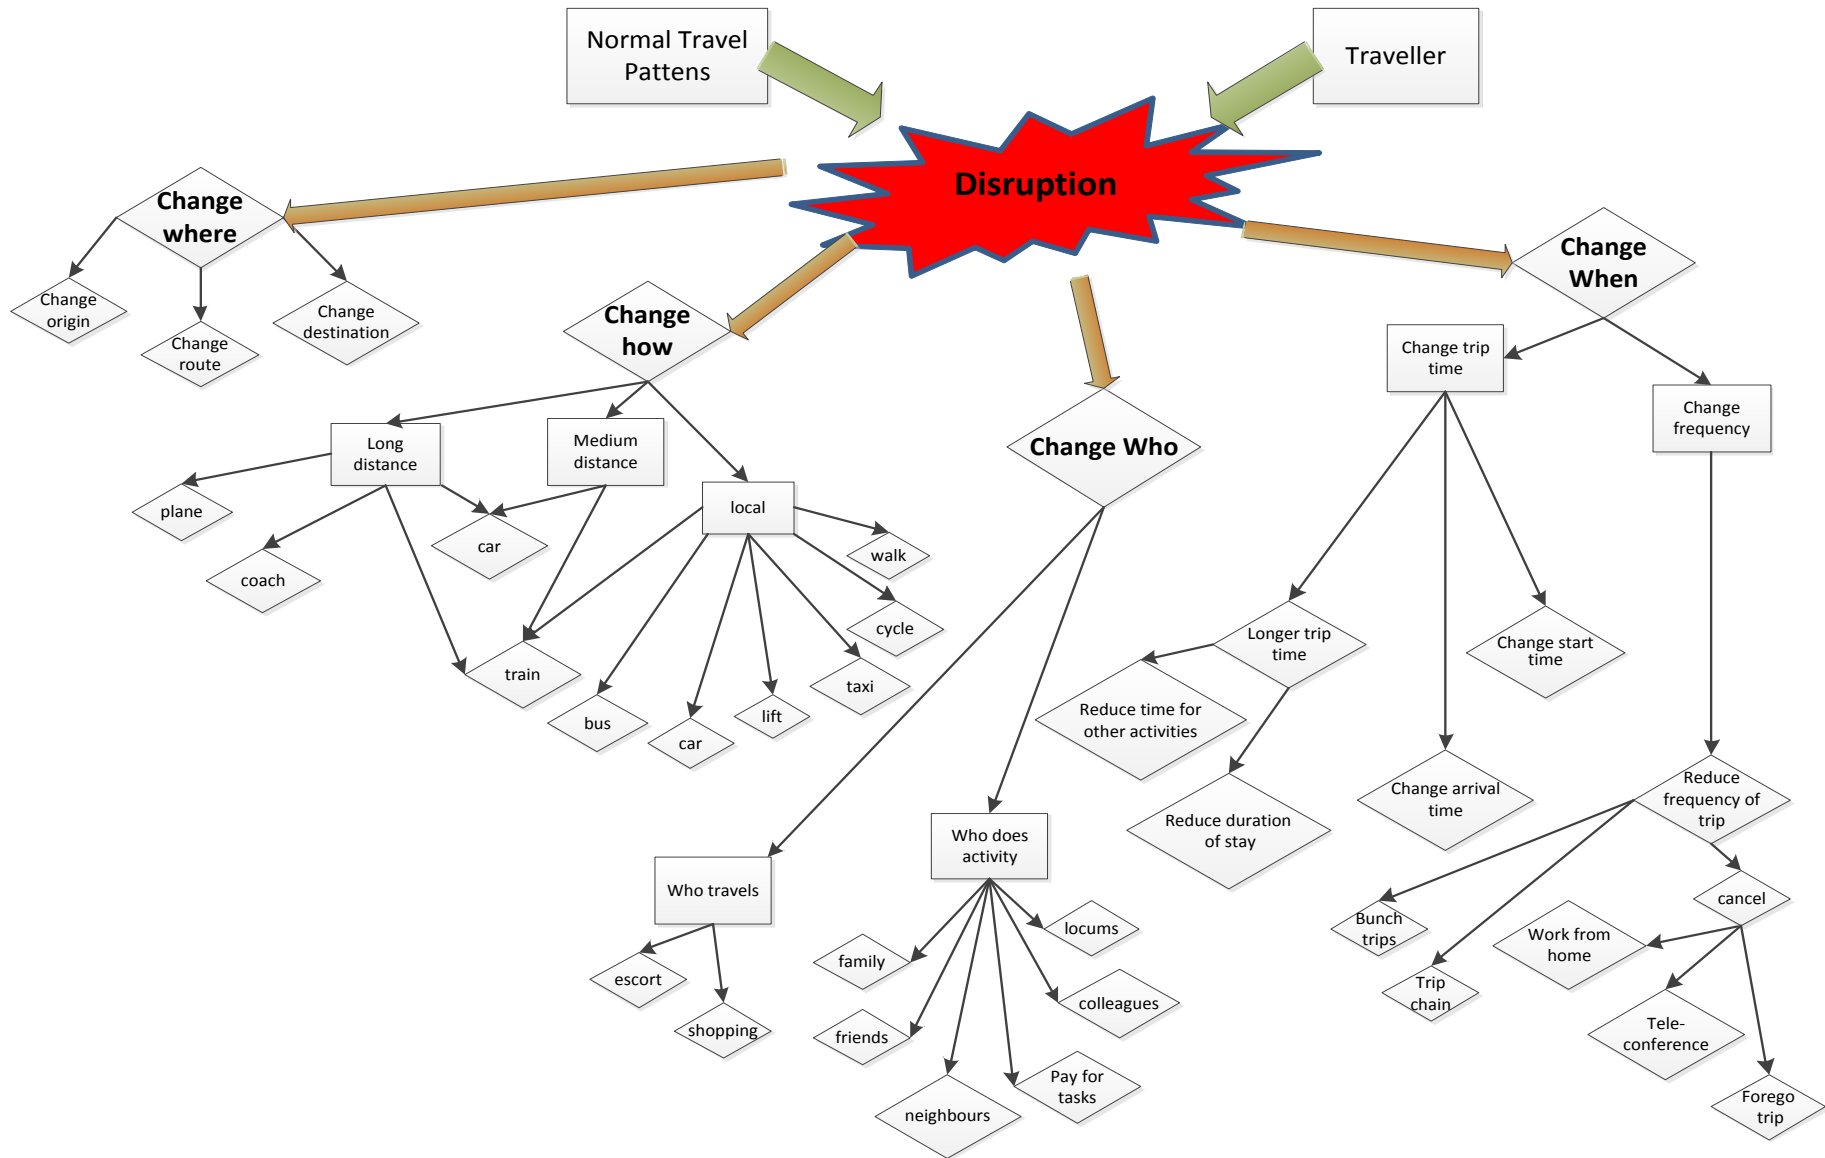 Normal Travel
Pattens
Traveller
Disruption
Change
where
Change
origin
Change
route
Change
destination
Change
how
Long
distance
Medium
distance
local
plane
coach
car
train
bus
car
lift
taxi
cycle
walk
Change Who
Who travels
escort
shopping
Who does
activity
family
friends
neighbours
Pay for
tasks
colleagues
locums
Change
When
Change trip
time
Change
frequency
Longer trip
time
Reduce time for
other activities
Reduce duration
of stay
Change arrival
time
Change start
time
Reduce
frequency of
trip
Bunch
trips
Trip
chain
cancel
Work from
home
Tele-
conference
Forego
trip